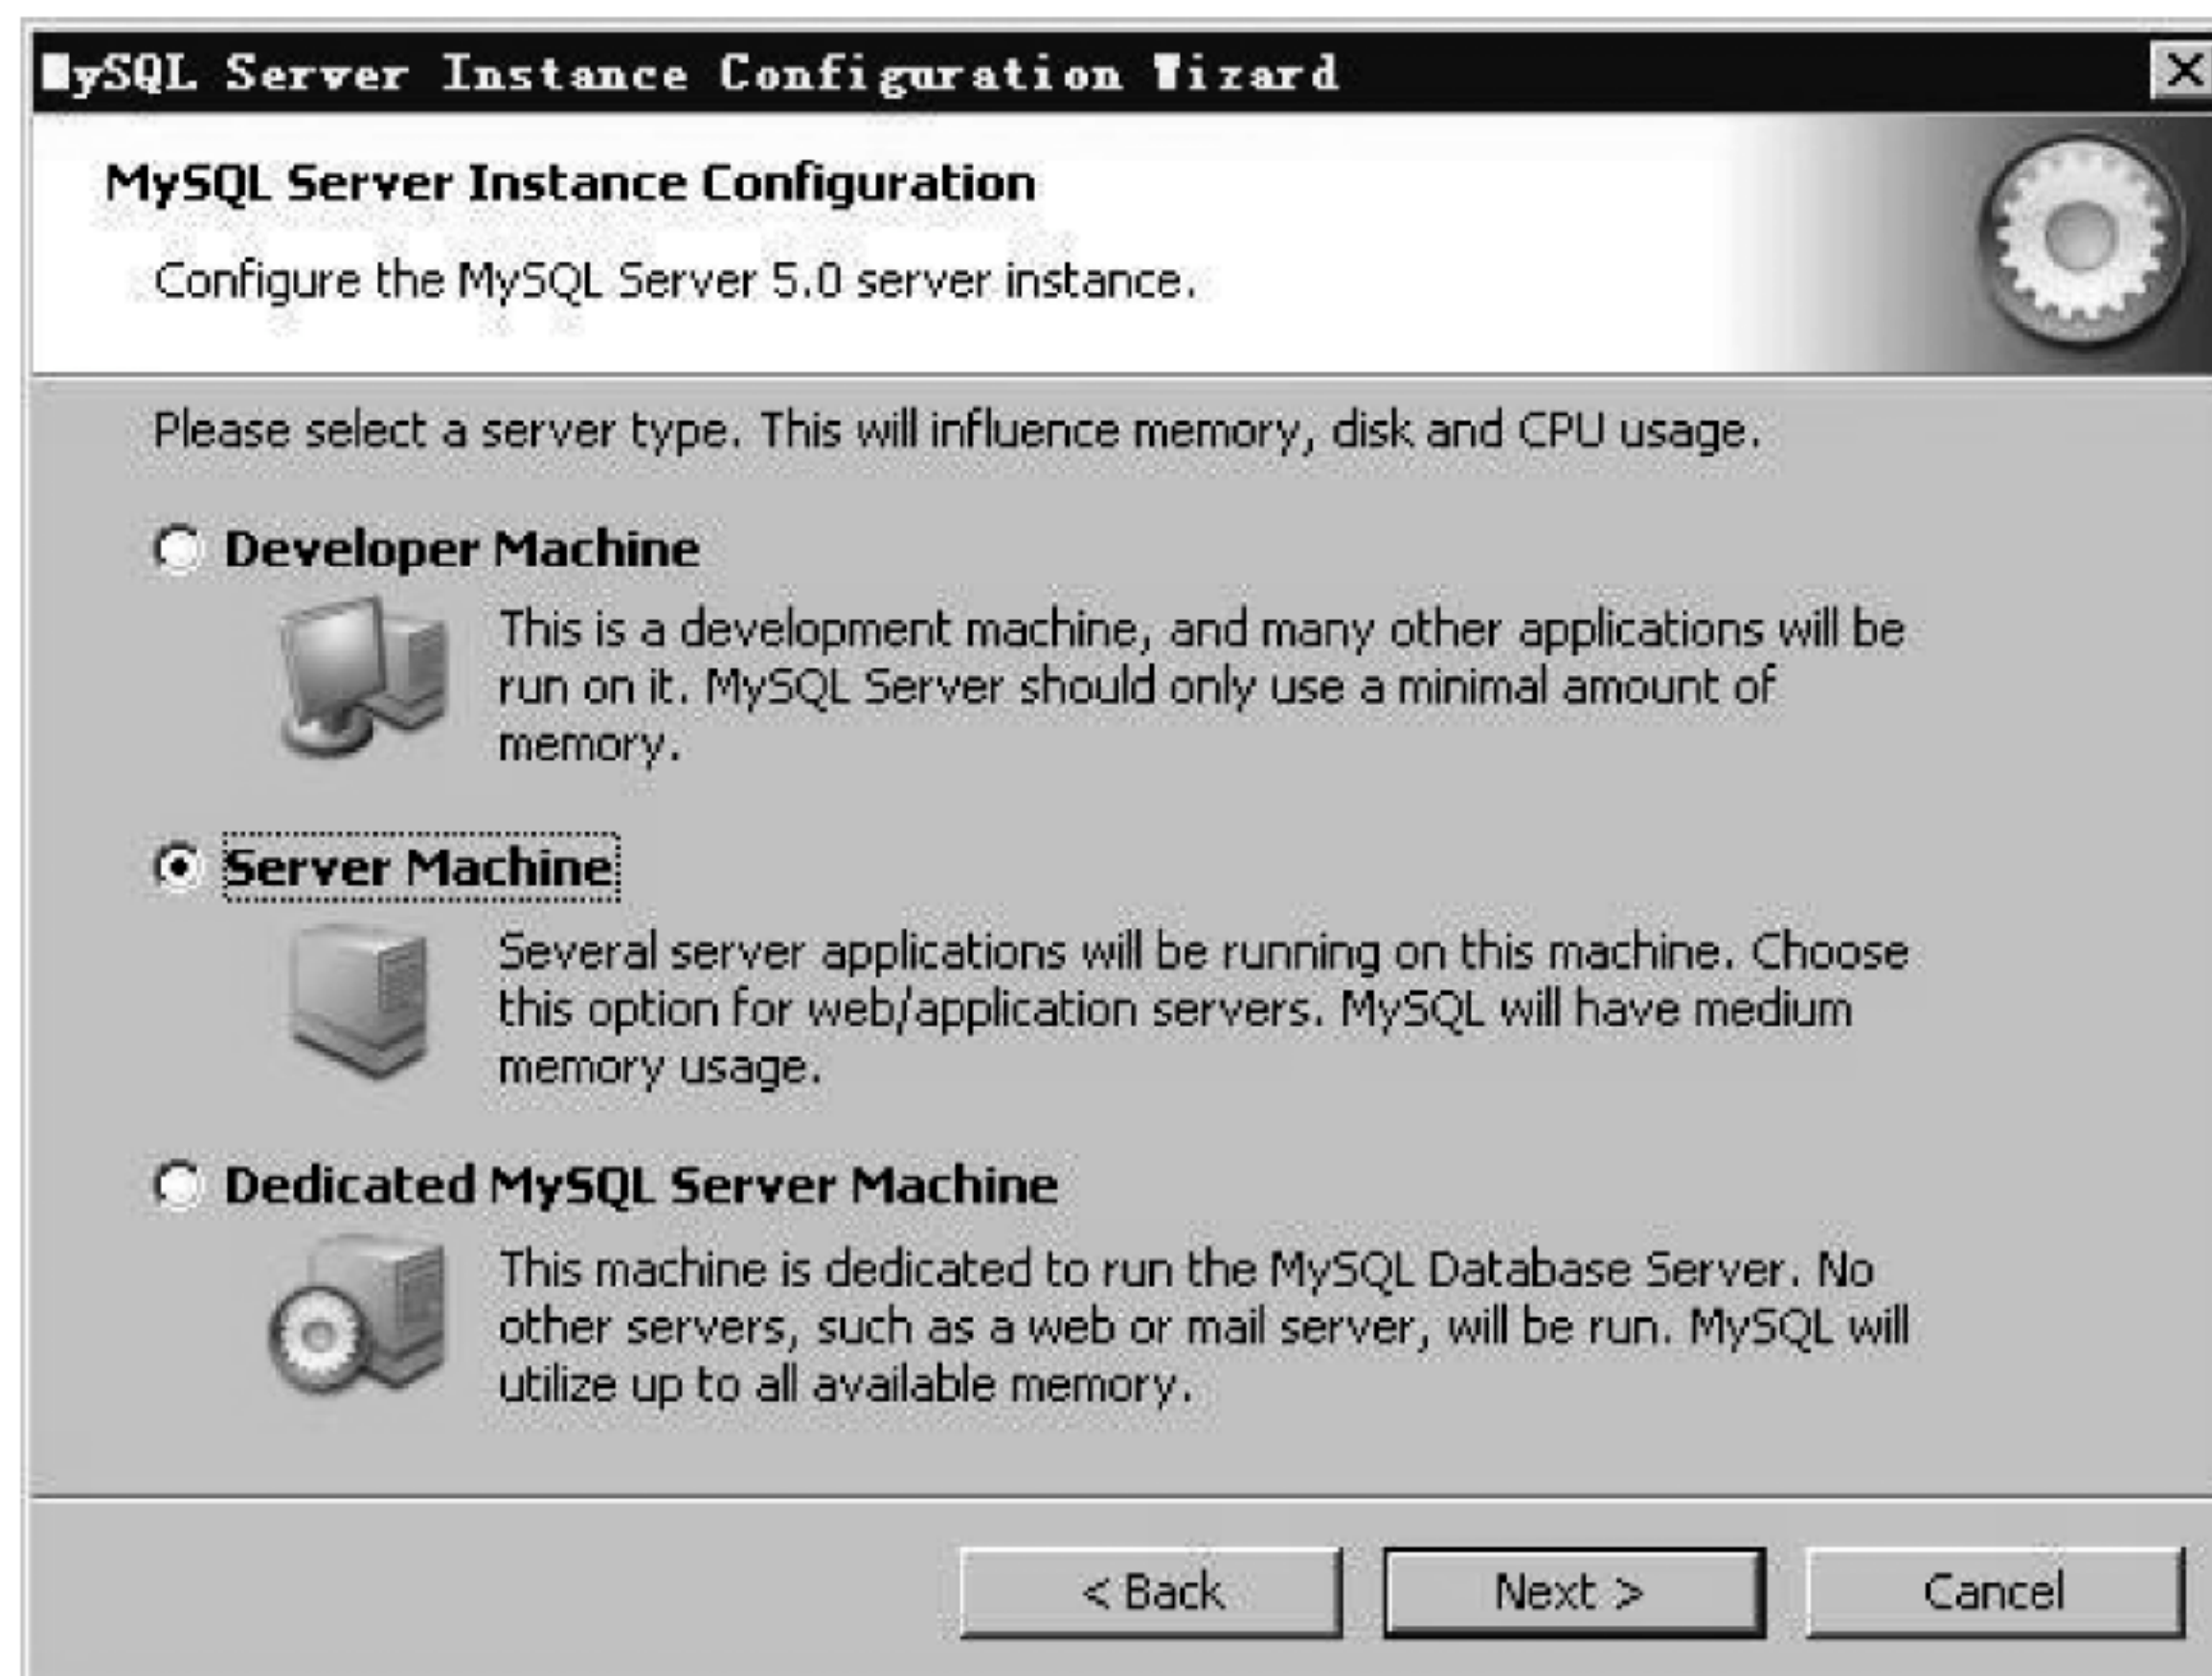 MySQL Server Instance Configuration Wizard
MySQL Server Instance Configuration
Configure the MySQL Server 5.0 server instance.
Please select a server type. This will influence memory, disk and CPU usage.
Developer Machine
This is a development machine, and many other applications will be
run on it. MySQL Server should only use a minimal amount of
memory.
Server Machine
Several server applications will be running on this machine. Choose
this option for web/application servers. MySQL will have medium
memory usage.
Dedicated MySQL Server Machine
This machine is dedicated to run the MySQL Database Server. No
other servers, such as a web or mail server, will be run. MySQL will
utilize up to all available memory.
< Back
Next >
Cancel